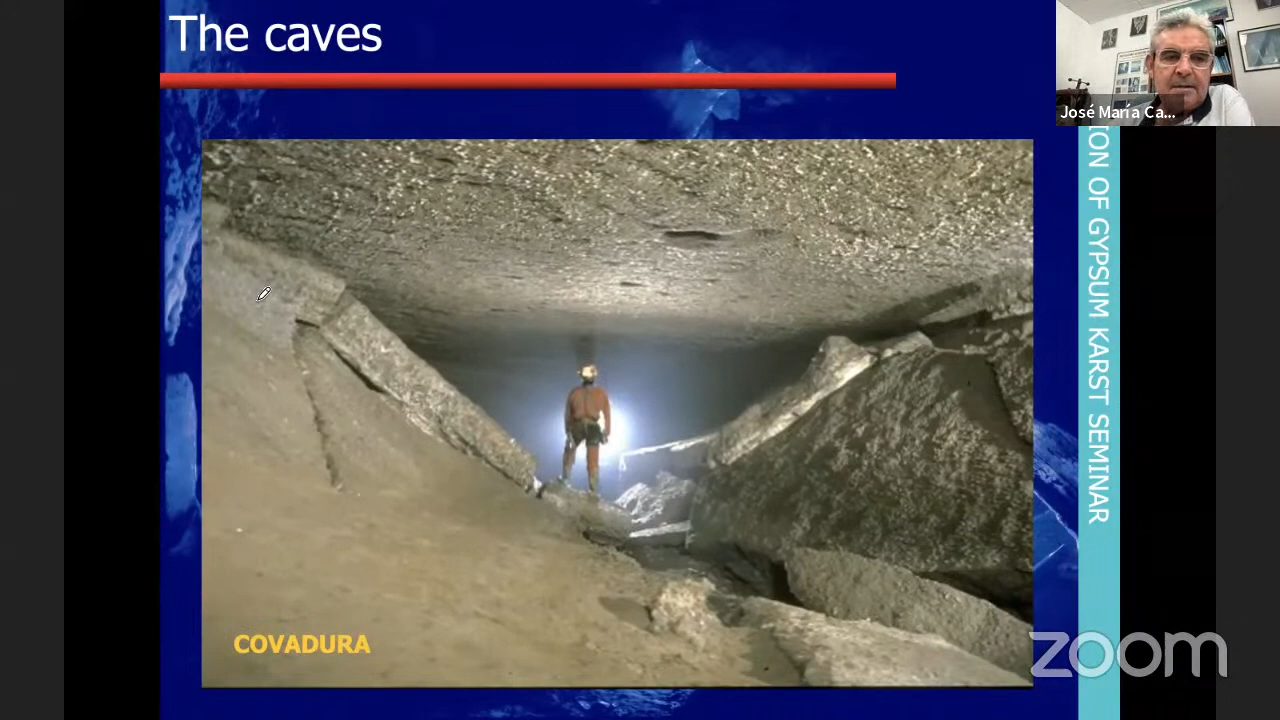 The caves
José María Ca...
ION OF GYPSUM KARST SEMINAR
COVADURA
zoom